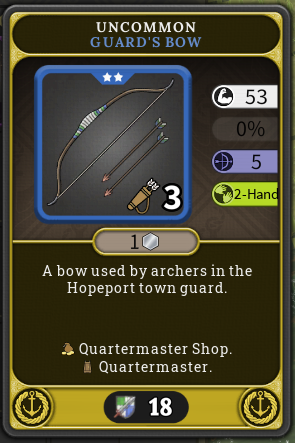 UNCOMMON
GUARD'S BOW
53
0%
5
2-Hand
3
1
A bow used by archers in the
Hopeport town guard.
Quartermaster Shop.
Quartermaster.
18